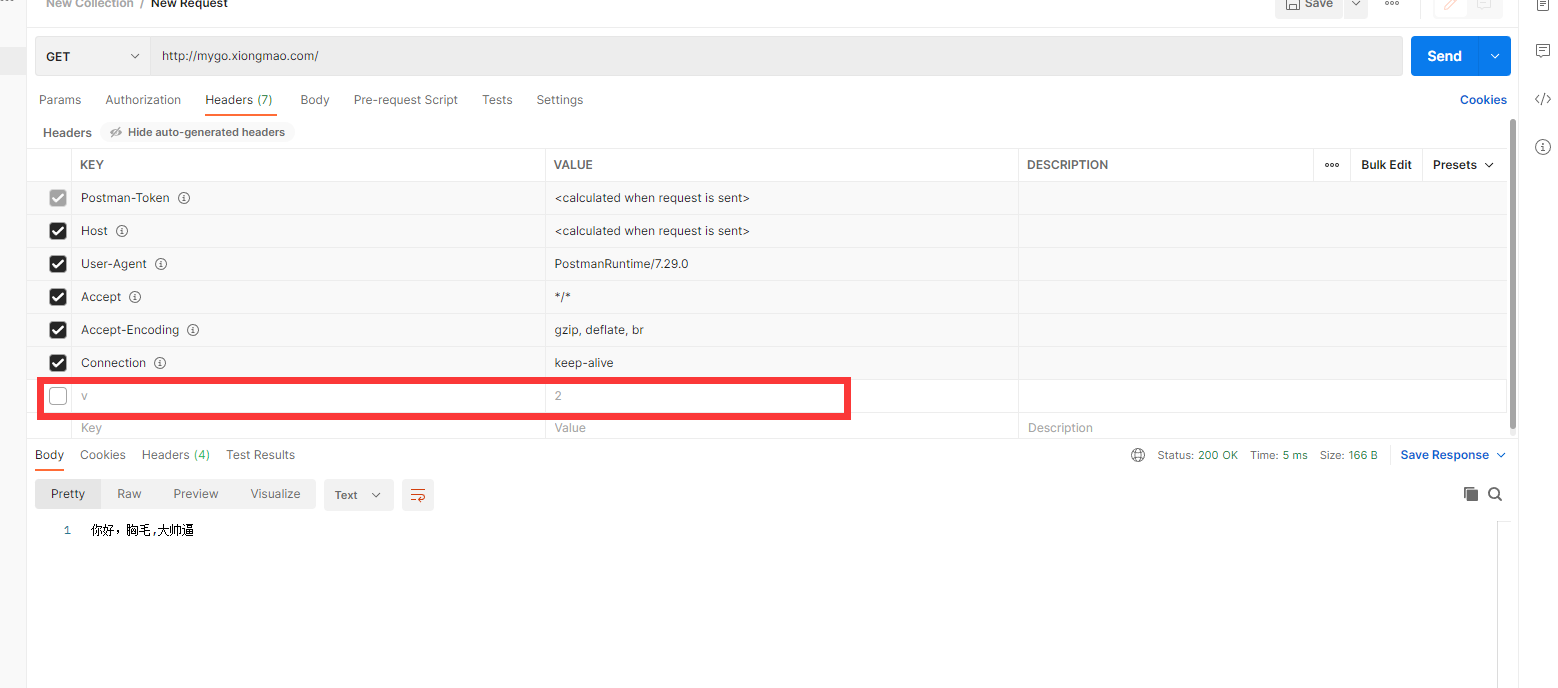 New Collection / New Request
Save
GET http://mygo.xiongmao.com/ Send
Params Authorization Headers (7) Body Pre-request Script Tests Settings Cookies
Headers Hide auto-generated headers
KEY VALUE DESCRIPTION Bulk Edit Presets
Postman-Token <calculated when request is sent>
Host <calculated when request is sent>
User-Agent PostmanRuntime/7.29.0
Accept */*
Accept-Encoding gzip, deflate, br
Connection keep-alive
v 2
Key Value Description
Body Cookies Headers (4) Test Results Status: 200 OK Time: 5 ms Size: 166 B Save Response
Pretty Raw Preview Visualize Text
1 你好，胸毛,大帅逼